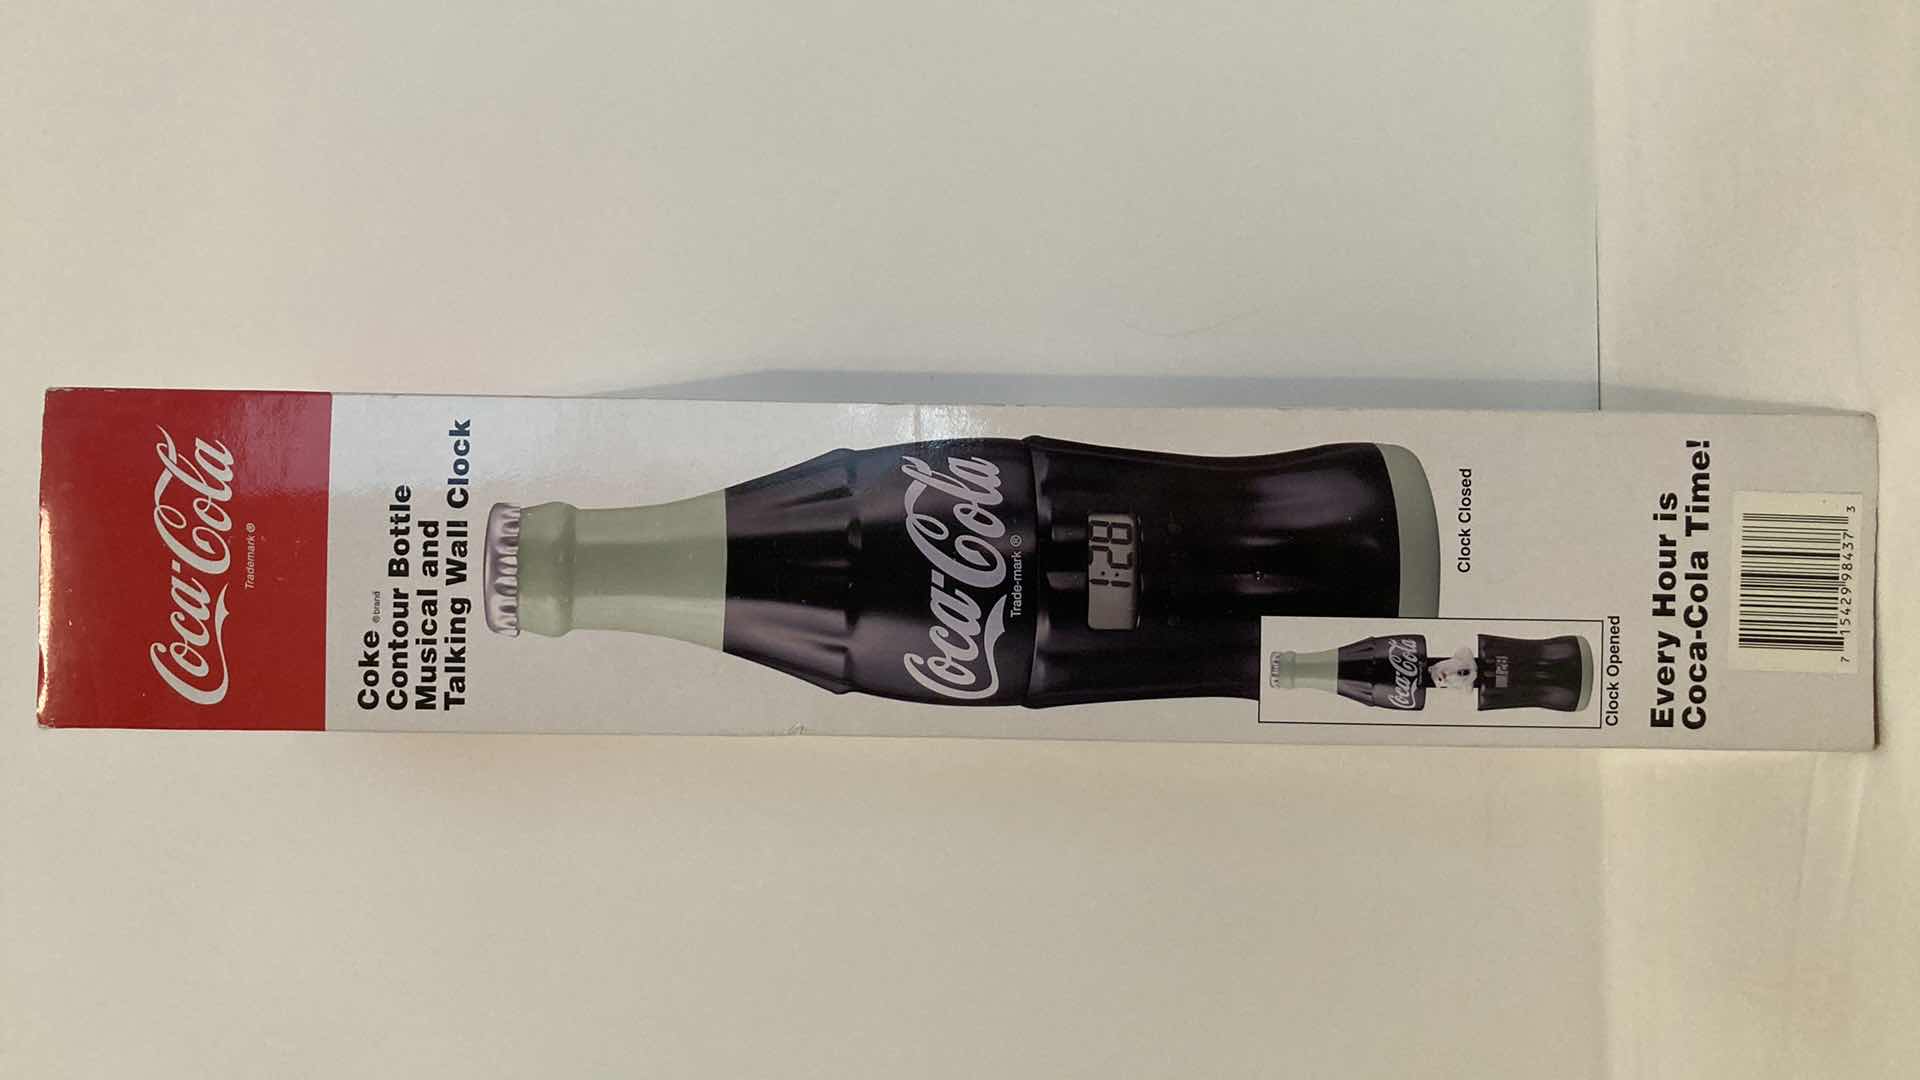 Coca-Cola
Trademark ®
Coke ® brand
Contour Bottle
Musical and
Talking Wall Clock
Coca-Cola
Trade-mark ®
1:28
Clock Closed
Coca-Cola
Clock Opened
Every Hour is
Coca-Cola Time!
7 15429 98437 3